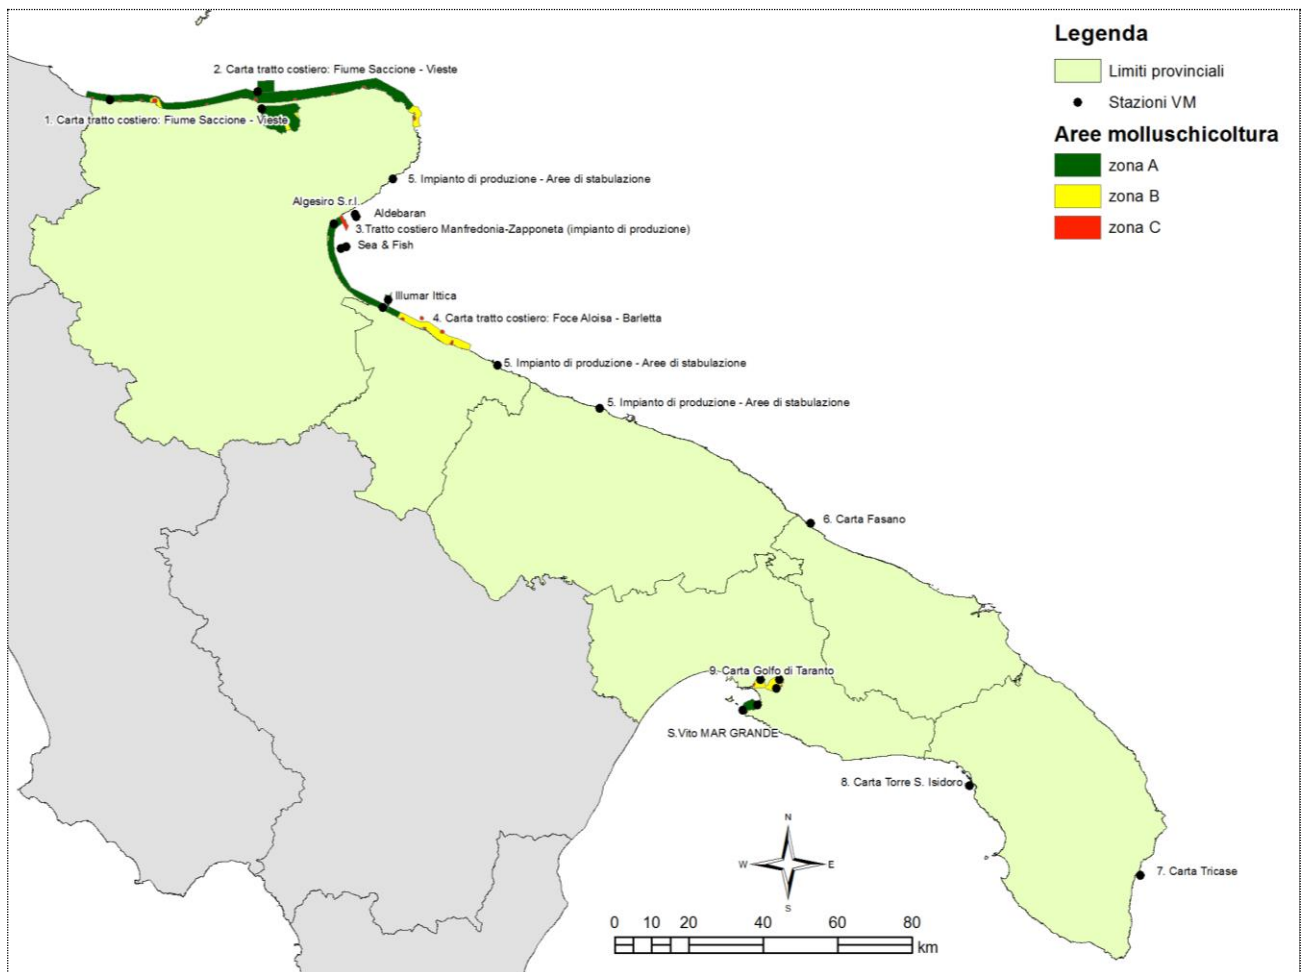 Legenda
Limiti provinciali
Stazioni VM
Aree molluschicoltura
zona A
zona B
zona C
2. Carta tratto costiero: Fiume Saccione - Vieste
1. Carta tratto costiero: Fiume Saccione - Vieste
5. Impianto di produzione - Aree di stabulazione
Algesiro S.r.l.
Aldebaran
3.Tratto costiero Manfredonia-Zapponeta (impianto di produzione)
Sea & Fish
Illumar Ittica
4. Carta tratto costiero: Foce Aloisa - Barletta
5. Impianto di produzione - Aree di stabulazione
5. Impianto di produzione - Aree di stabulazione
6. Carta Fasano
9. Carta Golfo di Taranto
S.Vito MAR GRANDE
8. Carta Torre S. Isidoro
7. Carta Tricase
N
W
E
S
0 10 20 40 60 80
km